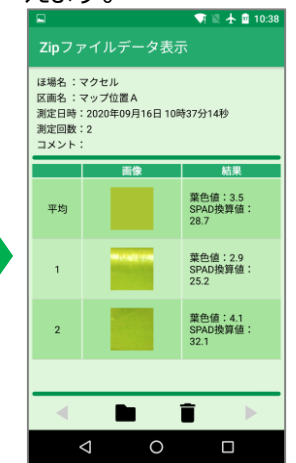 10:38
Zipファイルデータ表示
ほ場名 ：マクセル
区画名 ：マップ位置A
測定日時：2020年09月16日 10時37分14秒
測定回数：2
コメント：
画像 結果
平均
葉色値：3.5
SPAD換算値：
28.7
1
葉色値：2.9
SPAD換算値：
25.2
2
葉色値：4.1
SPAD換算値：
32.1